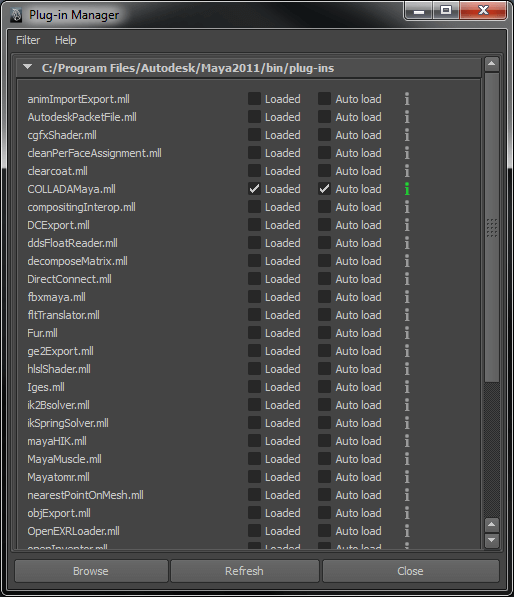 Plug-in Manager
Filter Help
C:/Program Files/Autodesk/Maya2011/bin/plug-ins
animImportExport.mll Loaded Auto load i
AutodeskPacketFile.mll Loaded Auto load i
cgfxShader.mll Loaded Auto load i
cleanPerFaceAssignment.mll Loaded Auto load i
clearcoat.mll Loaded Auto load i
COLLADAMaya.mll Loaded Auto load i
compositingInterop.mll Loaded Auto load i
DCExport.mll Loaded Auto load i
ddsFloatReader.mll Loaded Auto load i
decomposeMatrix.mll Loaded Auto load i
DirectConnect.mll Loaded Auto load i
fbxmaya.mll Loaded Auto load i
fltTranslator.mll Loaded Auto load i
Fur.mll Loaded Auto load i
ge2Export.mll Loaded Auto load i
hlslShader.mll Loaded Auto load i
Iges.mll Loaded Auto load i
ik2Bsolver.mll Loaded Auto load i
ikSpringSolver.mll Loaded Auto load i
mayaHIK.mll Loaded Auto load i
MayaMuscle.mll Loaded Auto load i
Mayatomr.mll Loaded Auto load i
nearestPointOnMesh.mll Loaded Auto load i
objExport.mll Loaded Auto load i
OpenEXRLoader.mll Loaded Auto load i
openInventor.mll Loaded Auto load i
Browse Refresh Close